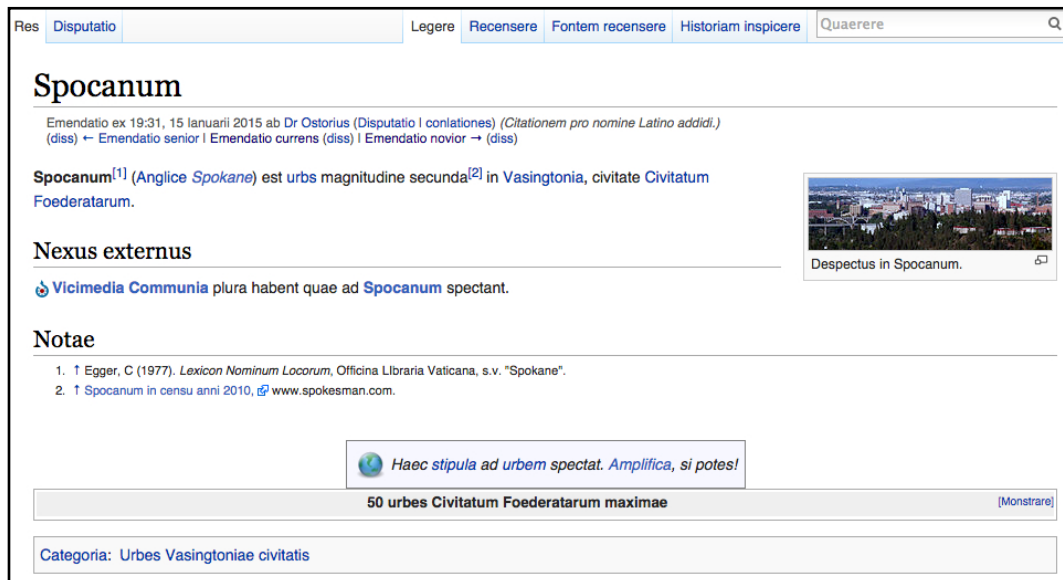 Res Disputatio Legere Recensere Fontem recensere Historiam inspicere Quaerere
Spocanum
Emendatio ex 19:31, 15 Ianuarii 2015 ab Dr Ostorius (Disputatio | conlationes) (Citationem pro nomine Latino addidi.)
(diss) ← Emendatio senior | Emendatio currens (diss) | Emendatio novior → (diss)
Spocanum[1] (Anglice Spokane) est urbs magnitudine secunda[2] in Vasingtonia, civitate Civitatum
Foederatarum.
Despectus in Spocanum.
Nexus externus
Vicimedia Communia plura habent quae ad Spocanum spectant.
Notae
1. ↑ Egger, C (1977). Lexicon Nominum Locorum, Officina LIbraria Vaticana, s.v. "Spokane".
2. ↑ Spocanum in censu anni 2010, www.spokesman.com.
Haec stipula ad urbem spectat. Amplifica, si potes!
50 urbes Civitatum Foederatarum maximae [Monstrare]
Categoria: Urbes Vasingtoniae civitatis